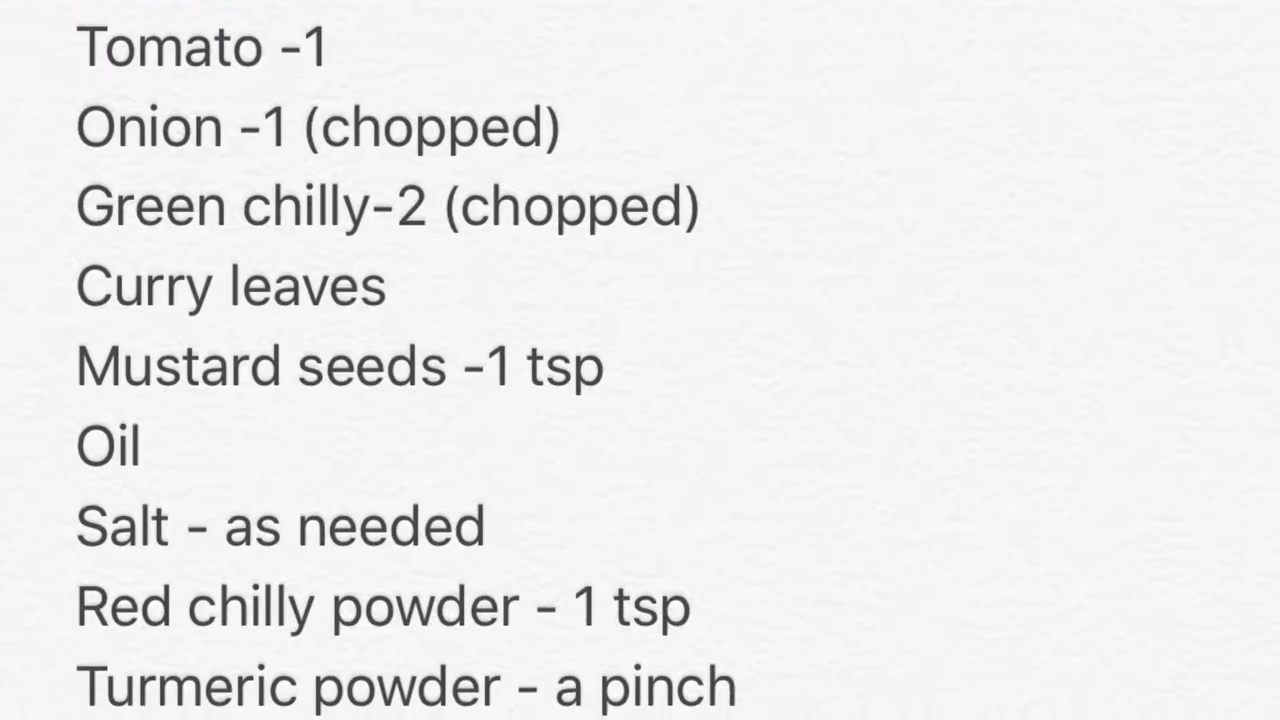 Tomato -1
Onion -1 (chopped)
Green chilly-2 (chopped)
Curry leaves
Mustard seeds -1 tsp
Oil
Salt - as needed
Red chilly powder - 1 tsp
Turmeric powder - a pinch